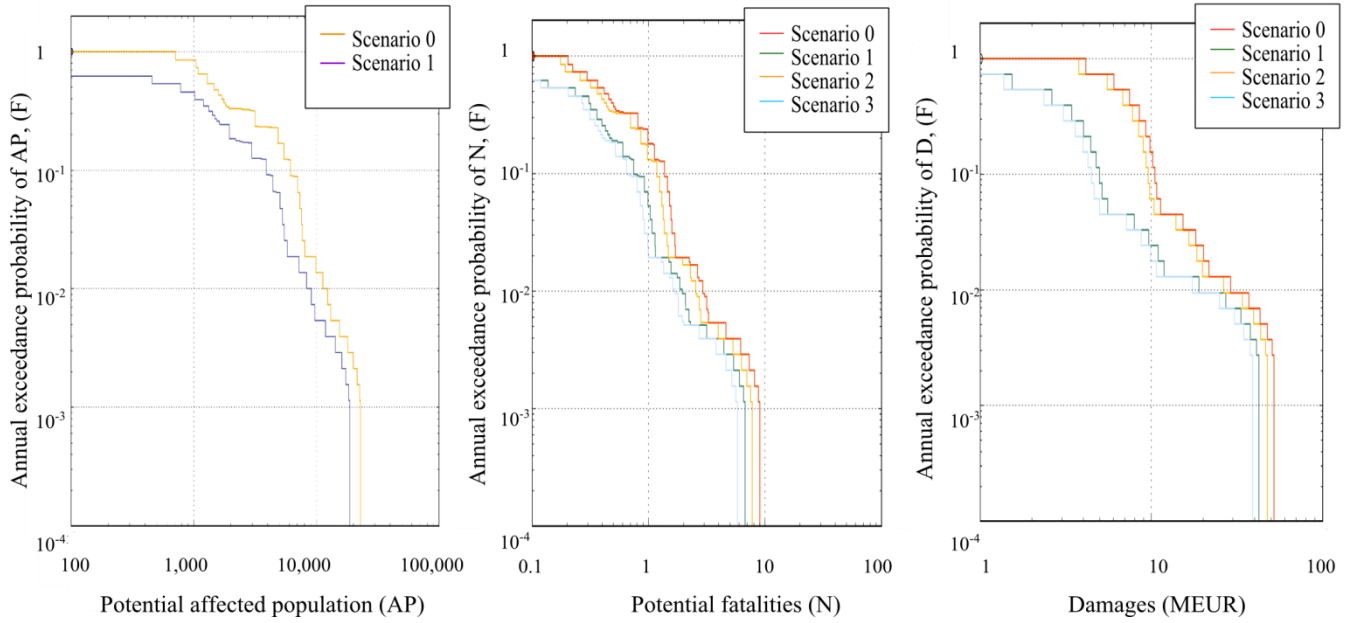 Annual exceedance probability of AP, (F)
1
10-1
10-2
10-3
10-4
100
1,000
10,000
100,000
Potential affected population (AP)
Scenario 0
Scenario 1
Annual exceedance probability of N, (F)
1
10-1
10-2
10-3
10-4
0.1
1
10
100
Potential fatalities (N)
Scenario 0
Scenario 1
Scenario 2
Scenario 3
Annual exceedance probability of D, (F)
1
10-1
10-2
10-3
10-4
1
10
100
Damages (MEUR)
Scenario 0
Scenario 1
Scenario 2
Scenario 3